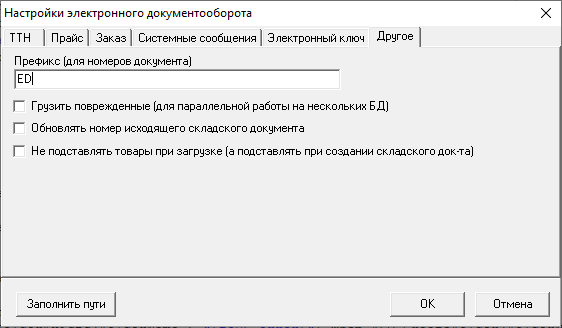 Настройки электронного документооборота
ТТН Прайс Заказ Системные сообщения Электронный ключ Другое
Префикс (для номеров документа)
ED
Грузить поврежденные (для параллельной работы на нескольких БД)
Обновлять номер исходящего складского документа
Не подставлять товары при загрузке (а подставлять при создании складского док-та)
Заполнить пути OK Отмена